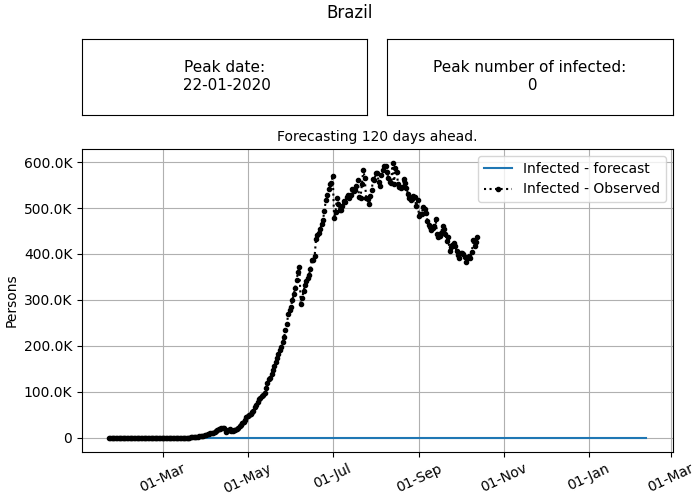 Brazil
Peak date:
22-01-2020
Peak number of infected:
0
Forecasting 120 days ahead.
Infected - forecast
Infected - Observed
Persons
600.0K
500.0K
400.0K
300.0K
200.0K
100.0K
0
01-Mar
01-May
01-Jul
01-Sep
01-Nov
01-Jan
01-Mar